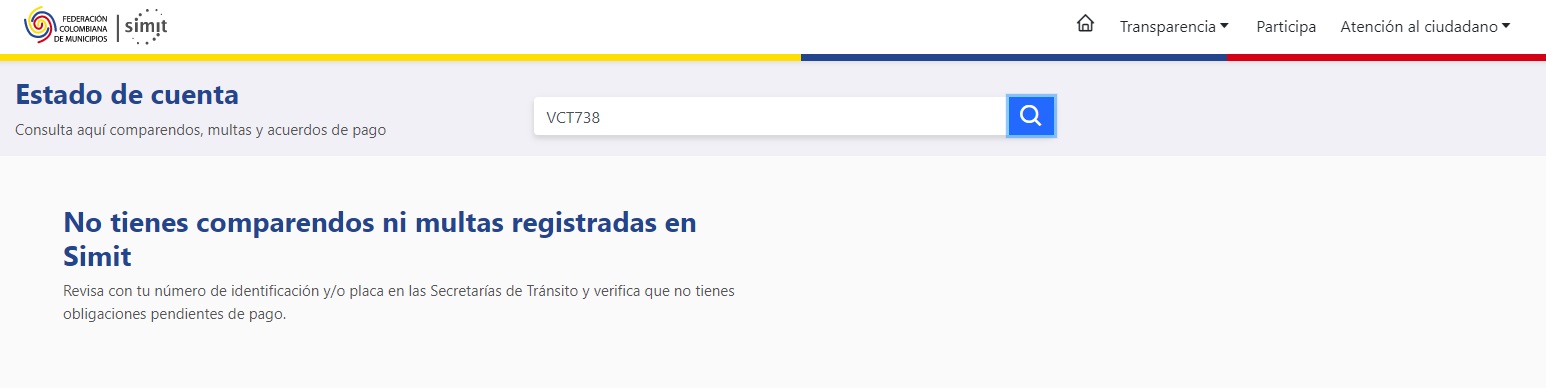 FEDERACIÓN
COLOMBIANA
DE MUNICIPIOS
simit
Transparencia
Participa
Atención al ciudadano
Estado de cuenta
Consulta aquí comparendos, multas y acuerdos de pago
VCT738
No tienes comparendos ni multas registradas en
Simit
Revisa con tu número de identificación y/o placa en las Secretarías de Tránsito y verifica que no tienes
obligaciones pendientes de pago.